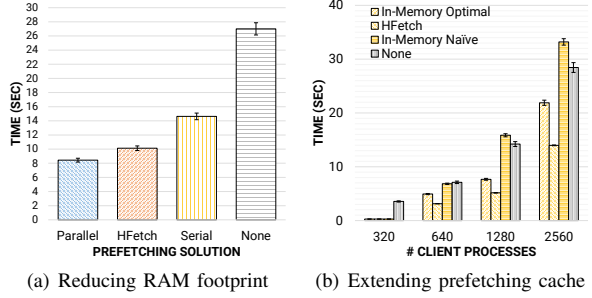 30
28
26
24
22
20
18
16
14
12
10
8
6
4
2
0
TIME (SEC)
Parallel HFetch Serial None
PREFETCHING SOLUTION
(a) Reducing RAM footprint
40
30
20
10
0
TIME (SEC)
In-Memory Optimal
HFetch
In-Memory Naïve
None
320 640 1280 2560
# CLIENT PROCESSES
(b) Extending prefetching cache